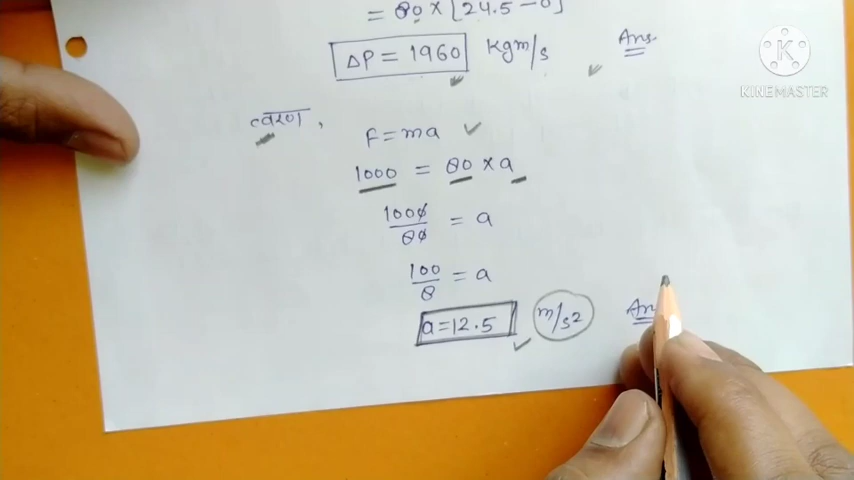 = 80 × [24.5 - 0]
ΔP = 1960 kgm/s Ans.
K
KINEMASTER
त्वरण,
F = ma
1000 = 80 × a
1000/80 = a
100/8 = a
a = 12.5 m/s2 An